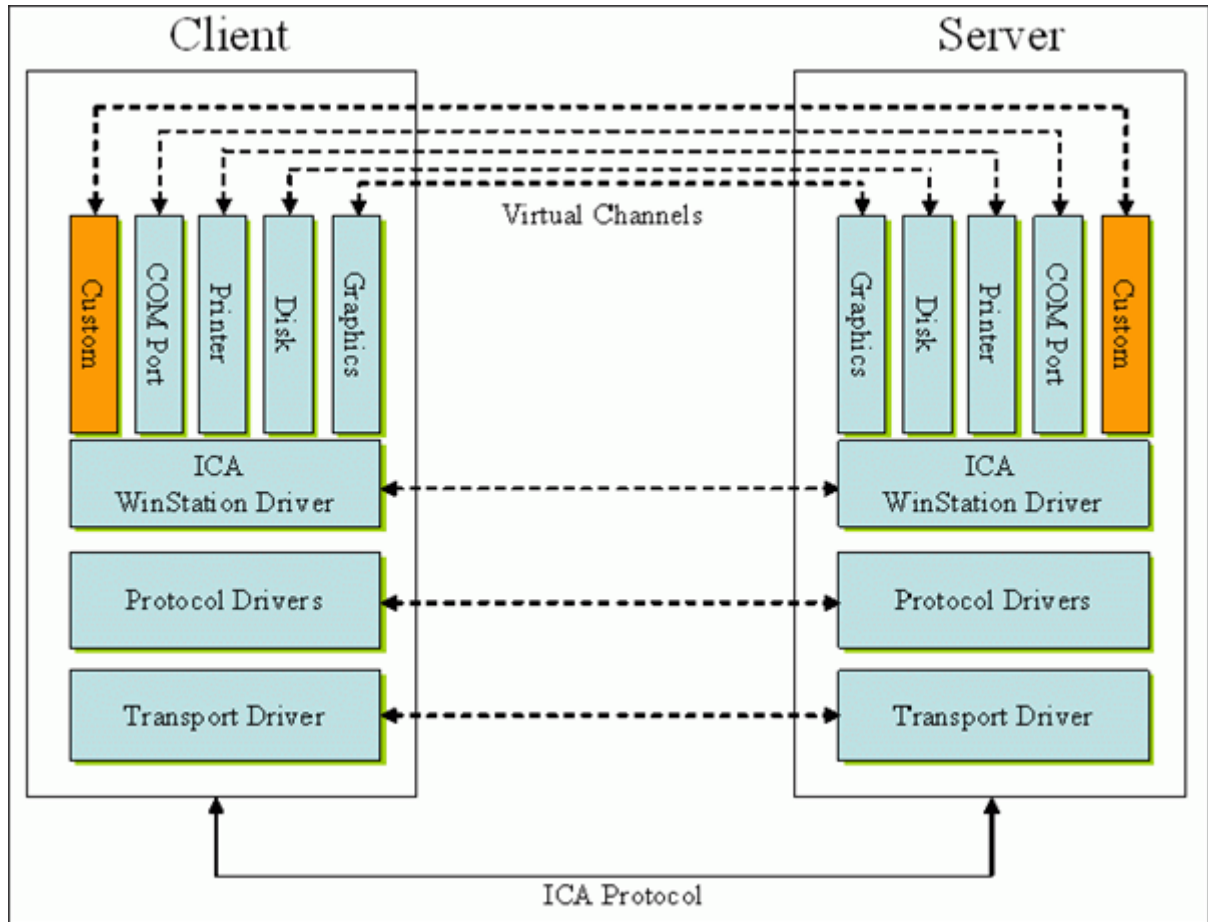 Client
Server
Virtual Channels
Custom
COM Port
Printer
Disk
Graphics
Graphics
Disk
Printer
COM Port
Custom
ICA
WinStation Driver
ICA
WinStation Driver
Protocol Drivers
Protocol Drivers
Transport Driver
Transport Driver
ICA Protocol